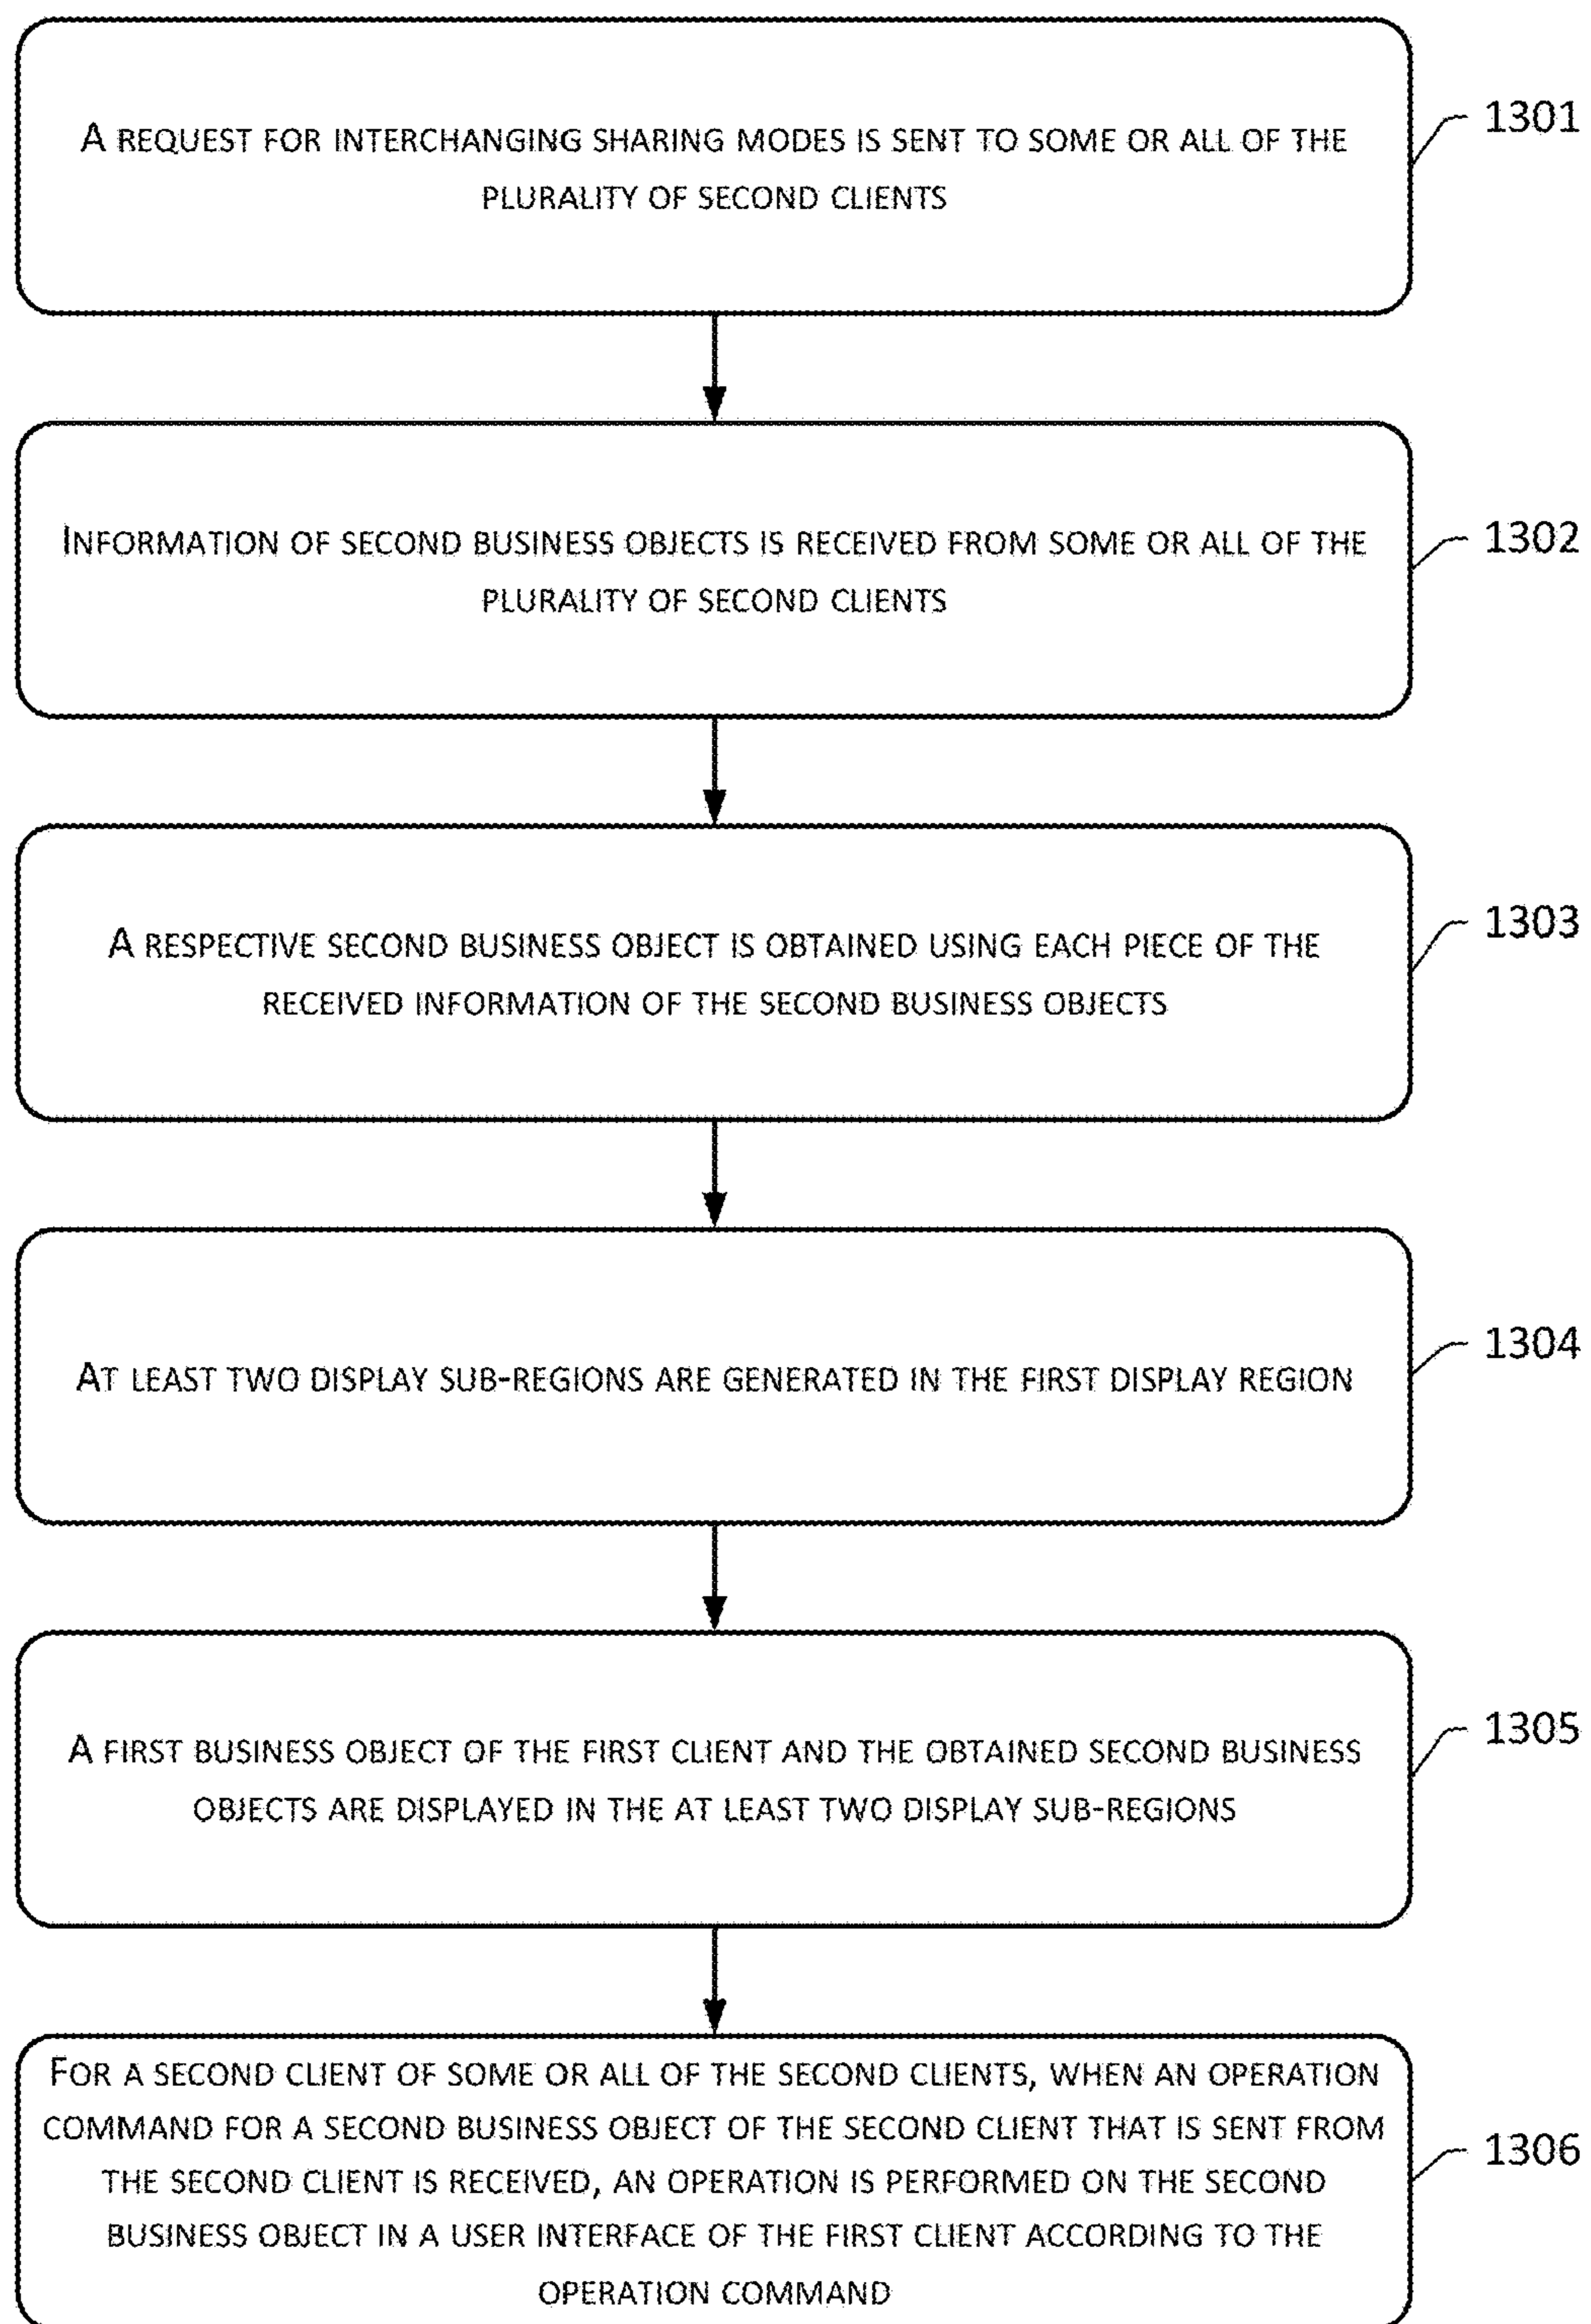 A REQUEST FOR INTERCHANGING SHARING MODES IS SENT TO SOME OR ALL OF THE
PLURALITY OF SECOND CLIENTS
1301
INFORMATION OF SECOND BUSINESS OBJECTS IS RECEIVED FROM SOME OR ALL OF THE
PLURALITY OF SECOND CLIENTS
1302
A RESPECTIVE SECOND BUSINESS OBJECT IS OBTAINED USING EACH PIECE OF THE
RECEIVED INFORMATION OF THE SECOND BUSINESS OBJECTS
1303
AT LEAST TWO DISPLAY SUB-REGIONS ARE GENERATED IN THE FIRST DISPLAY REGION
1304
A FIRST BUSINESS OBJECT OF THE FIRST CLIENT AND THE OBTAINED SECOND BUSINESS
OBJECTS ARE DISPLAYED IN THE AT LEAST TWO DISPLAY SUB-REGIONS
1305
FOR A SECOND CLIENT OF SOME OR ALL OF THE SECOND CLIENTS, WHEN AN OPERATION
COMMAND FOR A SECOND BUSINESS OBJECT OF THE SECOND CLIENT THAT IS SENT FROM
THE SECOND CLIENT IS RECEIVED, AN OPERATION IS PERFORMED ON THE SECOND
BUSINESS OBJECT IN A USER INTERFACE OF THE FIRST CLIENT ACCORDING TO THE
OPERATION COMMAND
1306